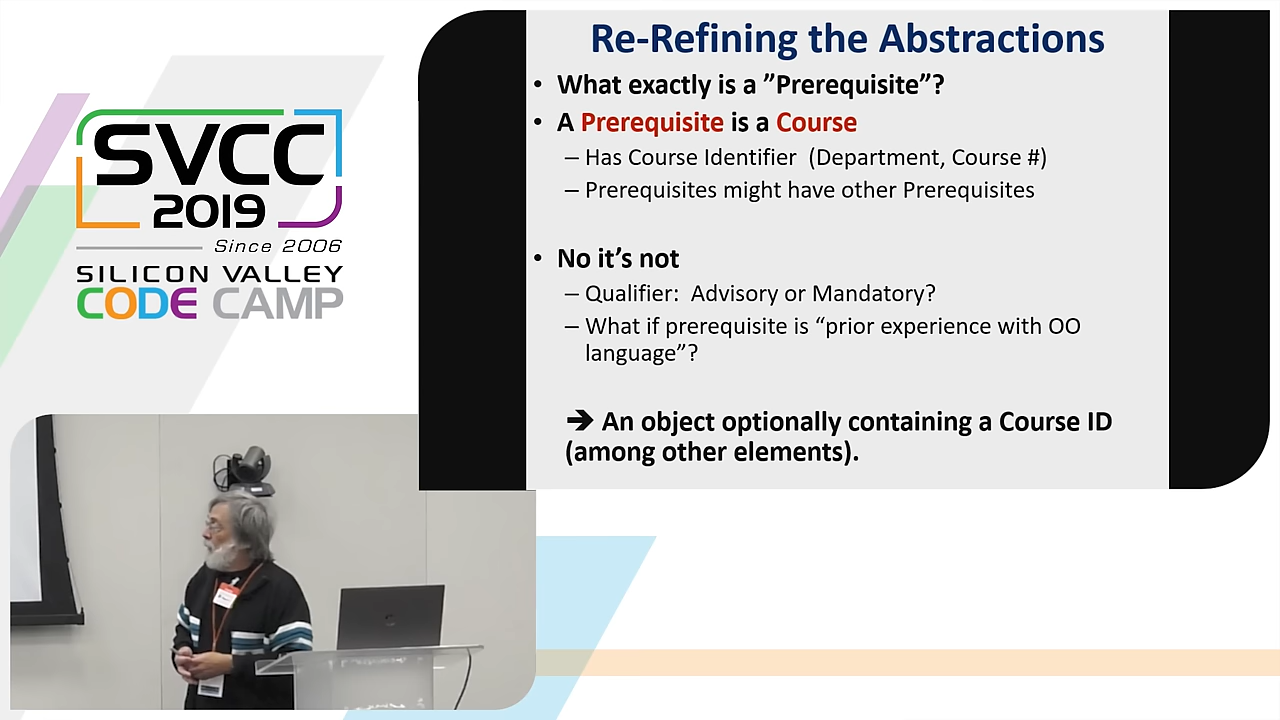 SVCC
2019
Since 2006
SILICON VALLEY
CODE CAMP
Re-Refining the Abstractions
• What exactly is a ”Prerequisite”?
• A Prerequisite is a Course
– Has Course Identifier (Department, Course #)
– Prerequisites might have other Prerequisites
• No it’s not
– Qualifier: Advisory or Mandatory?
– What if prerequisite is “prior experience with OO
language”?
➔ An object optionally containing a Course ID
(among other elements).